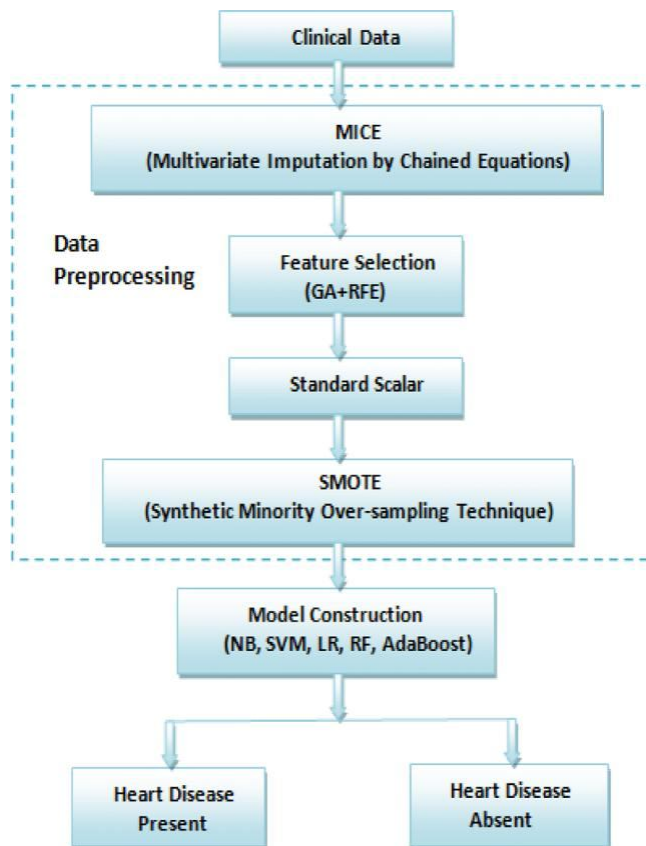 Clinical Data
MICE
(Multivariate Imputation by Chained Equations)
Data
Preprocessing
Feature Selection
(GA+RFE)
Standard Scalar
SMOTE
(Synthetic Minority Over-sampling Technique)
Model Construction
(NB, SVM, LR, RF, AdaBoost)
Heart Disease
Present
Heart Disease
Absent